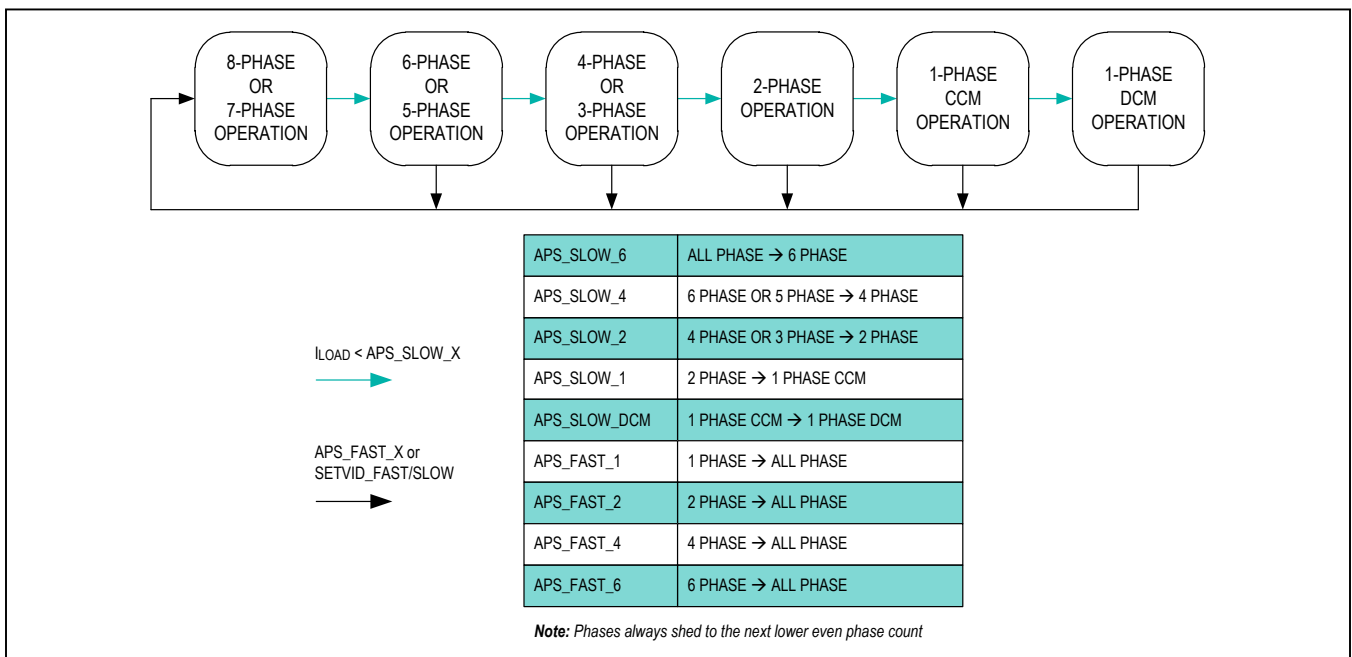 8-PHASE
OR
7-PHASE
OPERATION
6-PHASE
OR
5-PHASE
OPERATION
4-PHASE
OR
3-PHASE
OPERATION
2-PHASE
OPERATION
1-PHASE
CCM
OPERATION
1-PHASE
DCM
OPERATION
ILOAD < APS_SLOW_X
APS_FAST_X or
SETVID_FAST/SLOW
APS_SLOW_6 ALL PHASE → 6 PHASE
APS_SLOW_4 6 PHASE OR 5 PHASE → 4 PHASE
APS_SLOW_2 4 PHASE OR 3 PHASE → 2 PHASE
APS_SLOW_1 2 PHASE → 1 PHASE CCM
APS_SLOW_DCM 1 PHASE CCM → 1 PHASE DCM
APS_FAST_1 1 PHASE → ALL PHASE
APS_FAST_2 2 PHASE → ALL PHASE
APS_FAST_4 4 PHASE → ALL PHASE
APS_FAST_6 6 PHASE → ALL PHASE
Note: Phases always shed to the next lower even phase count